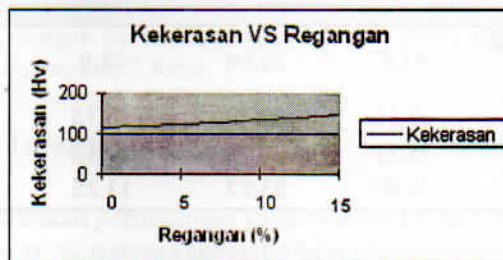 Kekerasan VS Regangan
Kekerasan (Hv)
200
100
0
0 5 10 15
Regangan (%)
Kekerasan